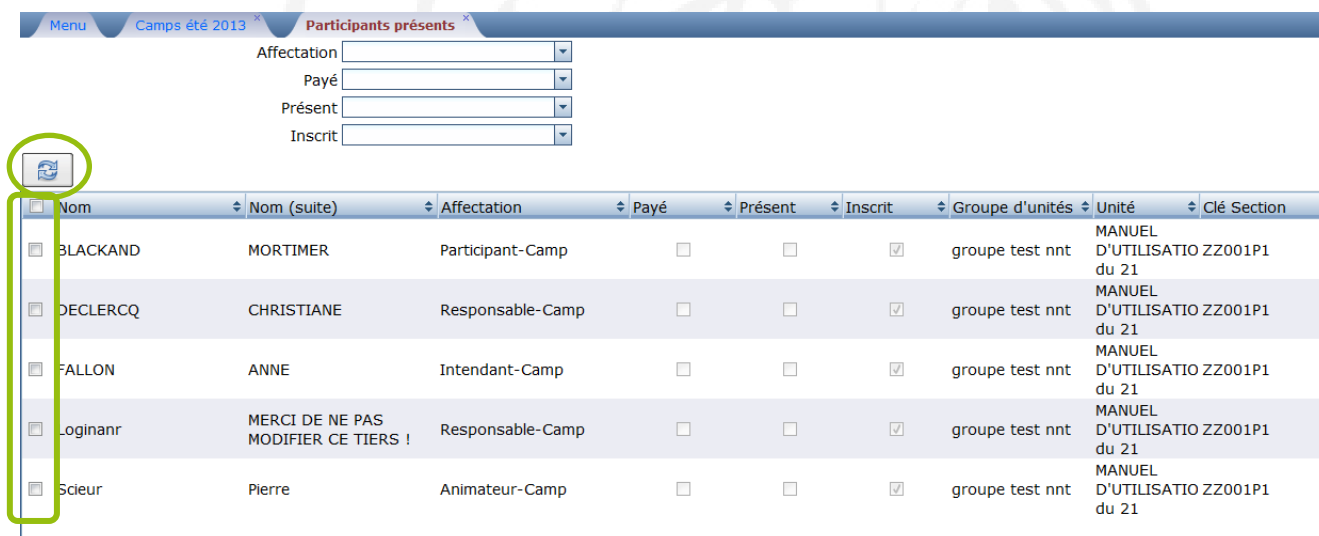 Menu Camps été 2013 × Participants présents ×
Affectation
Payé
Présent
Inscrit
Nom Nom (suite) Affectation Payé Présent Inscrit Groupe d'unités Unité Clé Section
BLACKAND MORTIMER Participant-Camp groupe test nnt MANUEL D'UTILISATIO du 21 ZZ001P1
DECLERCQ CHRISTIANE Responsable-Camp groupe test nnt MANUEL D'UTILISATIO du 21 ZZ001P1
FALLON ANNE Intendant-Camp groupe test nnt MANUEL D'UTILISATIO du 21 ZZ001P1
Loginanr MERCI DE NE PAS MODIFIER CE TIERS ! Responsable-Camp groupe test nnt MANUEL D'UTILISATIO du 21 ZZ001P1
Scieur Pierre Animateur-Camp groupe test nnt MANUEL D'UTILISATIO du 21 ZZ001P1